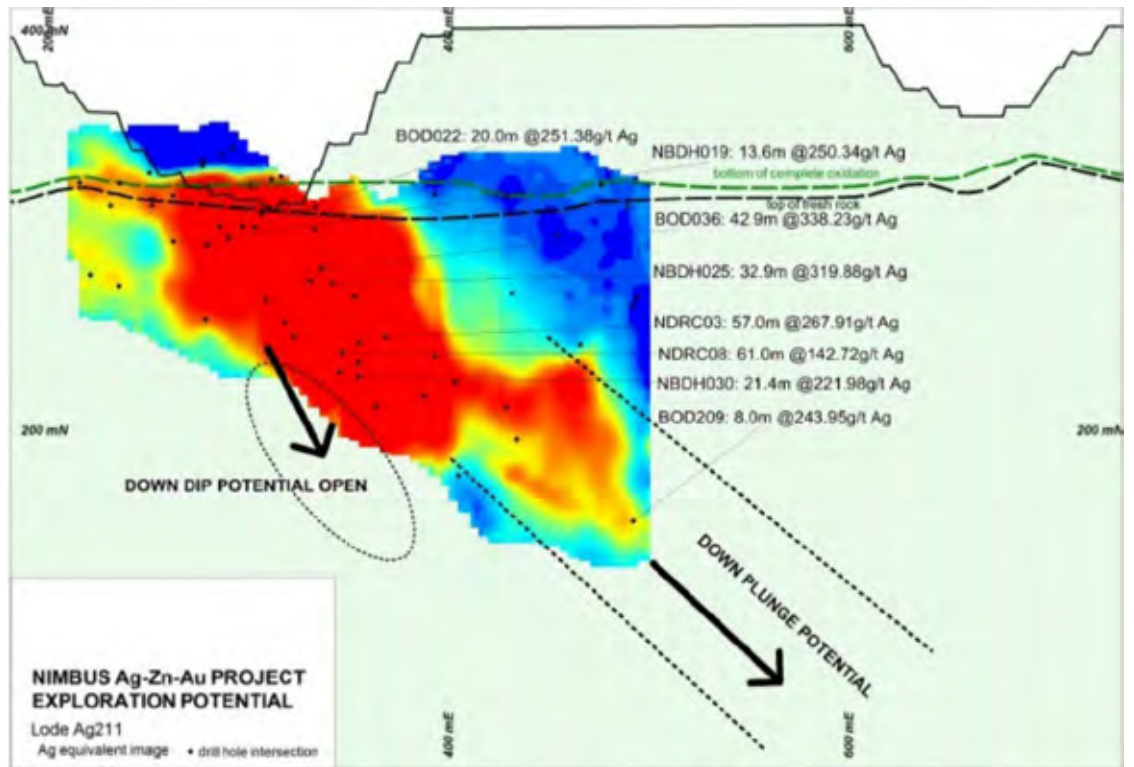 400 mN
200 mE
400 mE
600 mE
BOD022: 20.0m @251.38g/t Ag
NBDH019: 13.6m @250.34g/t Ag
bottom of complete oxidation
top of fresh rock
BOD036: 42.9m @338.23g/t Ag
NBDH025: 32.9m @319.88g/t Ag
NDRC03: 57.0m @267.91g/t Ag
NDRC08: 61.0m @142.72g/t Ag
NBDH030: 21.4m @221.98g/t Ag
BOD209: 8.0m @243.95g/t Ag
200 mN
200 mN
DOWN DIP POTENTIAL OPEN
DOWN PLUNGE POTENTIAL
NIMBUS Ag-Zn-Au PROJECT
EXPLORATION POTENTIAL
Lode Ag211
Ag equivalent image • drill hole intersection
400 mE
600 mE